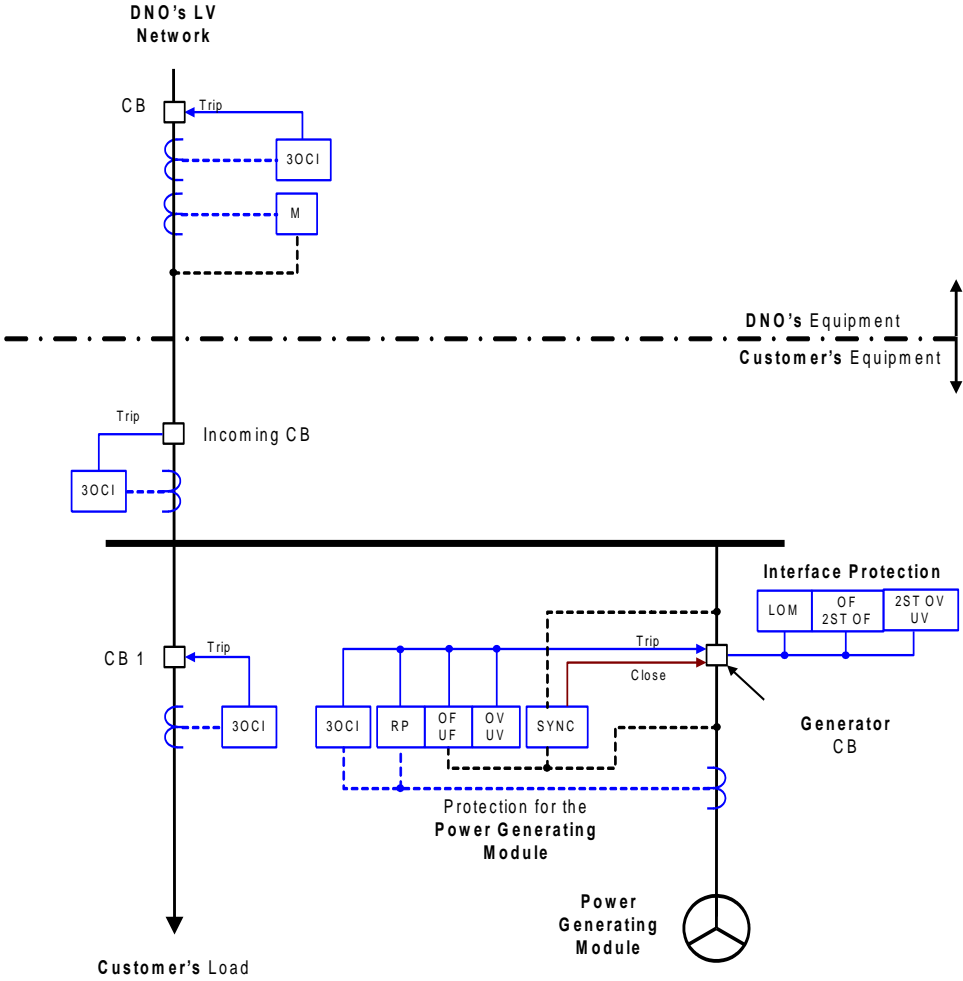 DNO's LV
Network
CB
Trip
3OCI
M
DNO's Equipment
Customer's Equipment
Trip
Incoming CB
3OCI
Interface Protection
LOM
OF
2ST OF
2ST OV
UV
CB 1
Trip
3OCI
Trip
Close
3OCI
RP
OF
UF
OV
UV
SYNC
Generator
CB
Protection for the
Power Generating
Module
Power
Generating
Module
Customer's Load